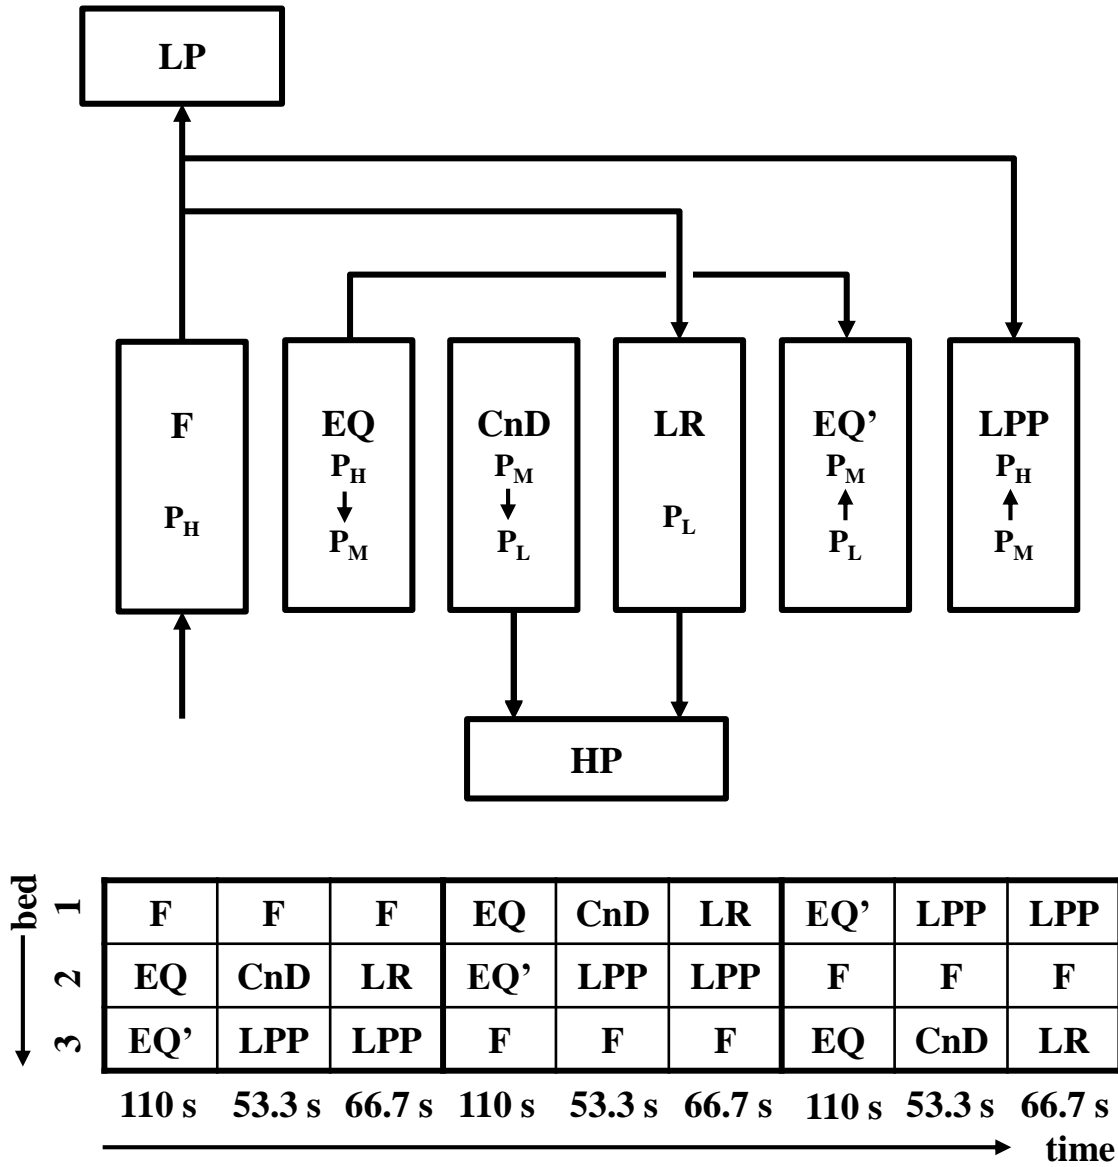 LP
F EQ CnD LR EQ’ LPP
P_H P_H P_M P_L P_M P_H
P_M P_L P_L P_M
HP
bed
1 F F F EQ CnD LR EQ’ LPP LPP
2 EQ CnD LR EQ’ LPP LPP F F F
3 EQ’ LPP LPP F F F EQ CnD LR
110 s 53.3 s 66.7 s 110 s 53.3 s 66.7 s 110 s 53.3 s 66.7 s
time